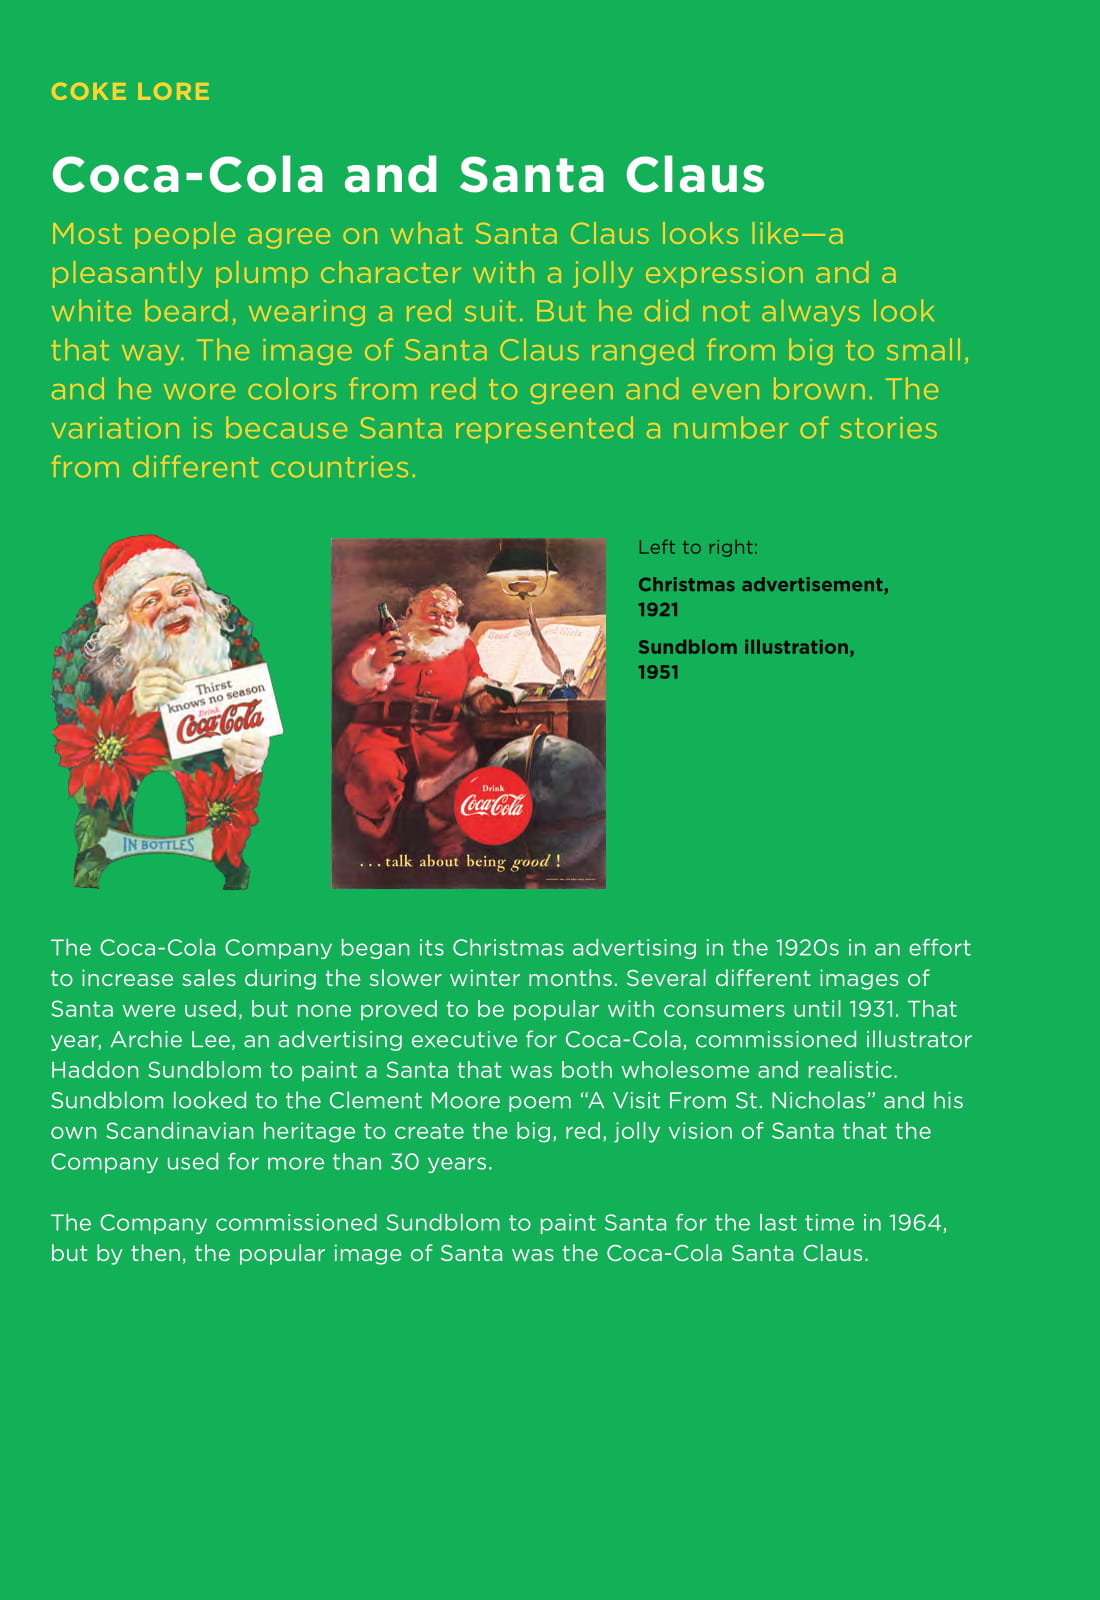 COKE LORE
Coca-Cola and Santa Claus
Most people agree on what Santa Claus looks like—a
pleasantly plump character with a jolly expression and a
white beard, wearing a red suit. But he did not always look
that way. The image of Santa Claus ranged from big to small,
and he wore colors from red to green and even brown. The
variation is because Santa represented a number of stories
from different countries.
Thirst
knows no season
Drink
Coca-Cola
IN BOTTLES
Good Boys and Girls
Drink
Coca-Cola
...talk about being good!
Left to right:
Christmas advertisement,
1921
Sundblom illustration,
1951
The Coca-Cola Company began its Christmas advertising in the 1920s in an effort
to increase sales during the slower winter months. Several different images of
Santa were used, but none proved to be popular with consumers until 1931. That
year, Archie Lee, an advertising executive for Coca-Cola, commissioned illustrator
Haddon Sundblom to paint a Santa that was both wholesome and realistic.
Sundblom looked to the Clement Moore poem “A Visit From St. Nicholas” and his
own Scandinavian heritage to create the big, red, jolly vision of Santa that the
Company used for more than 30 years.
The Company commissioned Sundblom to paint Santa for the last time in 1964,
but by then, the popular image of Santa was the Coca-Cola Santa Claus.